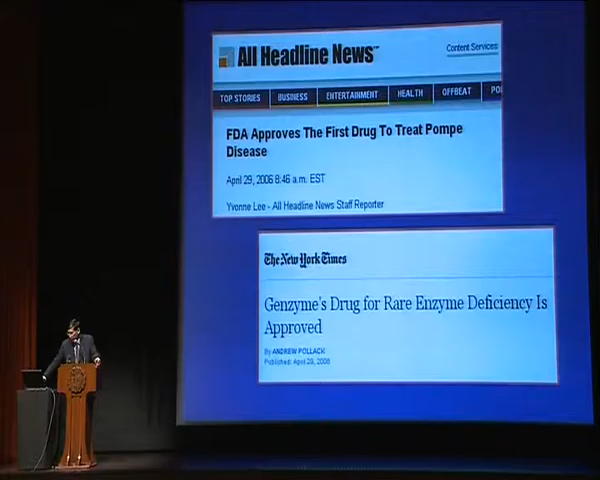 All Headline News™
Content Services
TOP STORIES
BUSINESS
ENTERTAINMENT
HEALTH
OFFBEAT
FDA Approves The First Drug To Treat Pompe
Disease
April 29, 2006 8:46 a.m. EST
Yvonne Lee - All Headline News Staff Reporter
The New York Times
Genzyme's Drug for Rare Enzyme Deficiency Is
Approved
By ANDREW POLLACK
Published: April 29, 2006